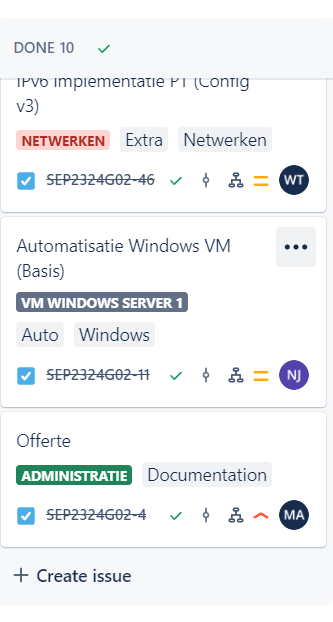 DONE 10
IPv6 Implementatie PT (Config
v3)
NETWERKEN Extra Netwerken
SEP2324G02-46 WT
Automatisatie Windows VM
(Basis)
VM WINDOWS SERVER 1
Auto Windows
SEP2324G02-11 NJ
Offerte
ADMINISTRATIE Documentation
SEP2324G02-4 MA
+ Create issue